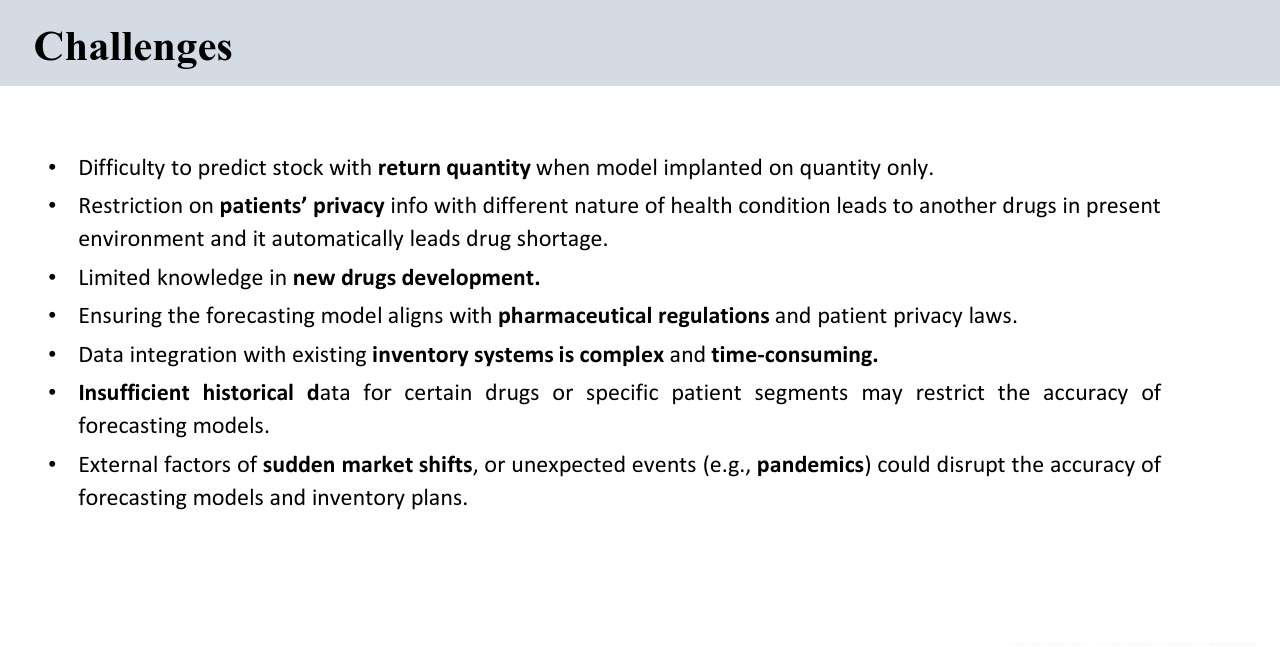 Challenges
• Difficulty to predict stock with return quantity when model implanted on quantity only.
• Restriction on patients’ privacy info with different nature of health condition leads to another drugs in present
environment and it automatically leads drug shortage.
• Limited knowledge in new drugs development.
• Ensuring the forecasting model aligns with pharmaceutical regulations and patient privacy laws.
• Data integration with existing inventory systems is complex and time-consuming.
• Insufficient historical data for certain drugs or specific patient segments may restrict the accuracy of
forecasting models.
• External factors of sudden market shifts, or unexpected events (e.g., pandemics) could disrupt the accuracy of
forecasting models and inventory plans.